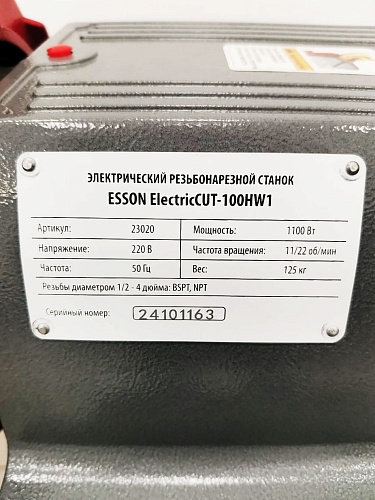 ЭЛЕКТРИЧЕСКИЙ РЕЗЬБОНАРЕЗНОЙ СТАНОК
ESSON ElectricCUT-100HW1
Артикул: 23020 Мощность: 1100 Вт
Напряжение: 220 В Частота вращения: 11/22 об/мин
Частота: 50 Гц Вес: 125 кг
Резьбы диаметром 1/2 - 4 дюйма: BSPT, NPT
Серийный номер: 24101163